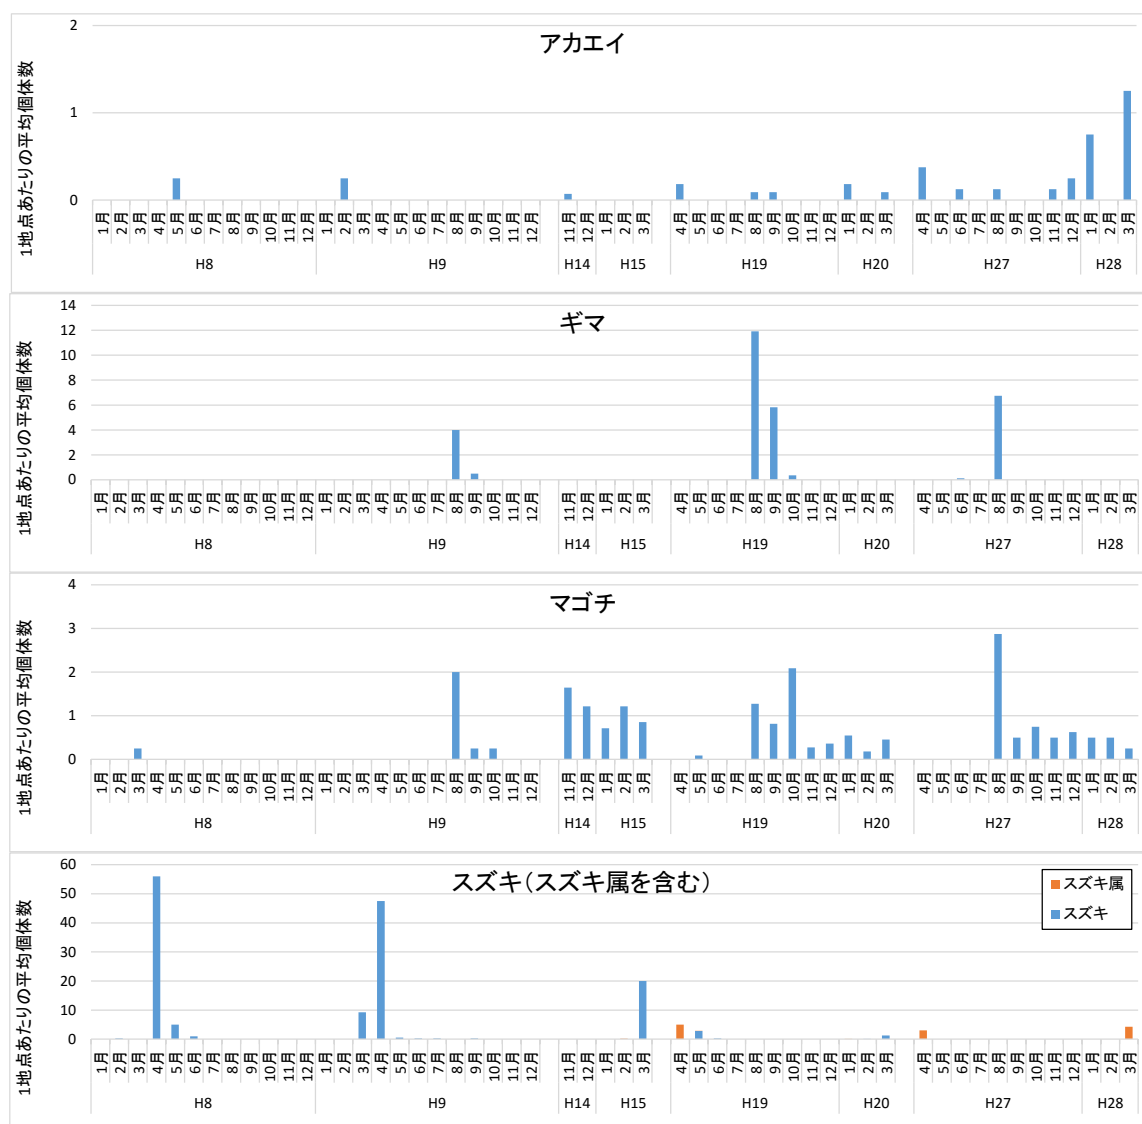 アカエイ
1地点あたりの平均個体数
2
1
0
1月 2月 3月 4月 5月 6月 7月 8月 9月 10月 11月 12月 1月 2月 3月 4月 5月 6月 7月 8月 9月 10月 11月 12月 11月 12月 1月 2月 3月 4月 5月 6月 7月 8月 9月 10月 11月 12月 1月 2月 3月 4月 5月 6月 7月 8月 9月 10月 11月 12月 1月 2月 3月
H8 H9 H14 H15 H19 H20 H27 H28
ギマ
1地点あたりの平均個体数
14
12
10
8
6
4
2
0
1月 2月 3月 4月 5月 6月 7月 8月 9月 10月 11月 12月 1月 2月 3月 4月 5月 6月 7月 8月 9月 10月 11月 12月 11月 12月 1月 2月 3月 4月 5月 6月 7月 8月 9月 10月 11月 12月 1月 2月 3月 4月 5月 6月 7月 8月 9月 10月 11月 12月 1月 2月 3月
H8 H9 H14 H15 H19 H20 H27 H28
マゴチ
1地点あたりの平均個体数
4
3
2
1
0
1月 2月 3月 4月 5月 6月 7月 8月 9月 10月 11月 12月 1月 2月 3月 4月 5月 6月 7月 8月 9月 10月 11月 12月 11月 12月 1月 2月 3月 4月 5月 6月 7月 8月 9月 10月 11月 12月 1月 2月 3月 4月 5月 6月 7月 8月 9月 10月 11月 12月 1月 2月 3月
H8 H9 H14 H15 H19 H20 H27 H28
スズキ（スズキ属を含む）
スズキ属
スズキ
1地点あたりの平均個体数
60
50
40
30
20
10
0
1月 2月 3月 4月 5月 6月 7月 8月 9月 10月 11月 12月 1月 2月 3月 4月 5月 6月 7月 8月 9月 10月 11月 12月 11月 12月 1月 2月 3月 4月 5月 6月 7月 8月 9月 10月 11月 12月 1月 2月 3月 4月 5月 6月 7月 8月 9月 10月 11月 12月 1月 2月 3月
H8 H9 H14 H15 H19 H20 H27 H28